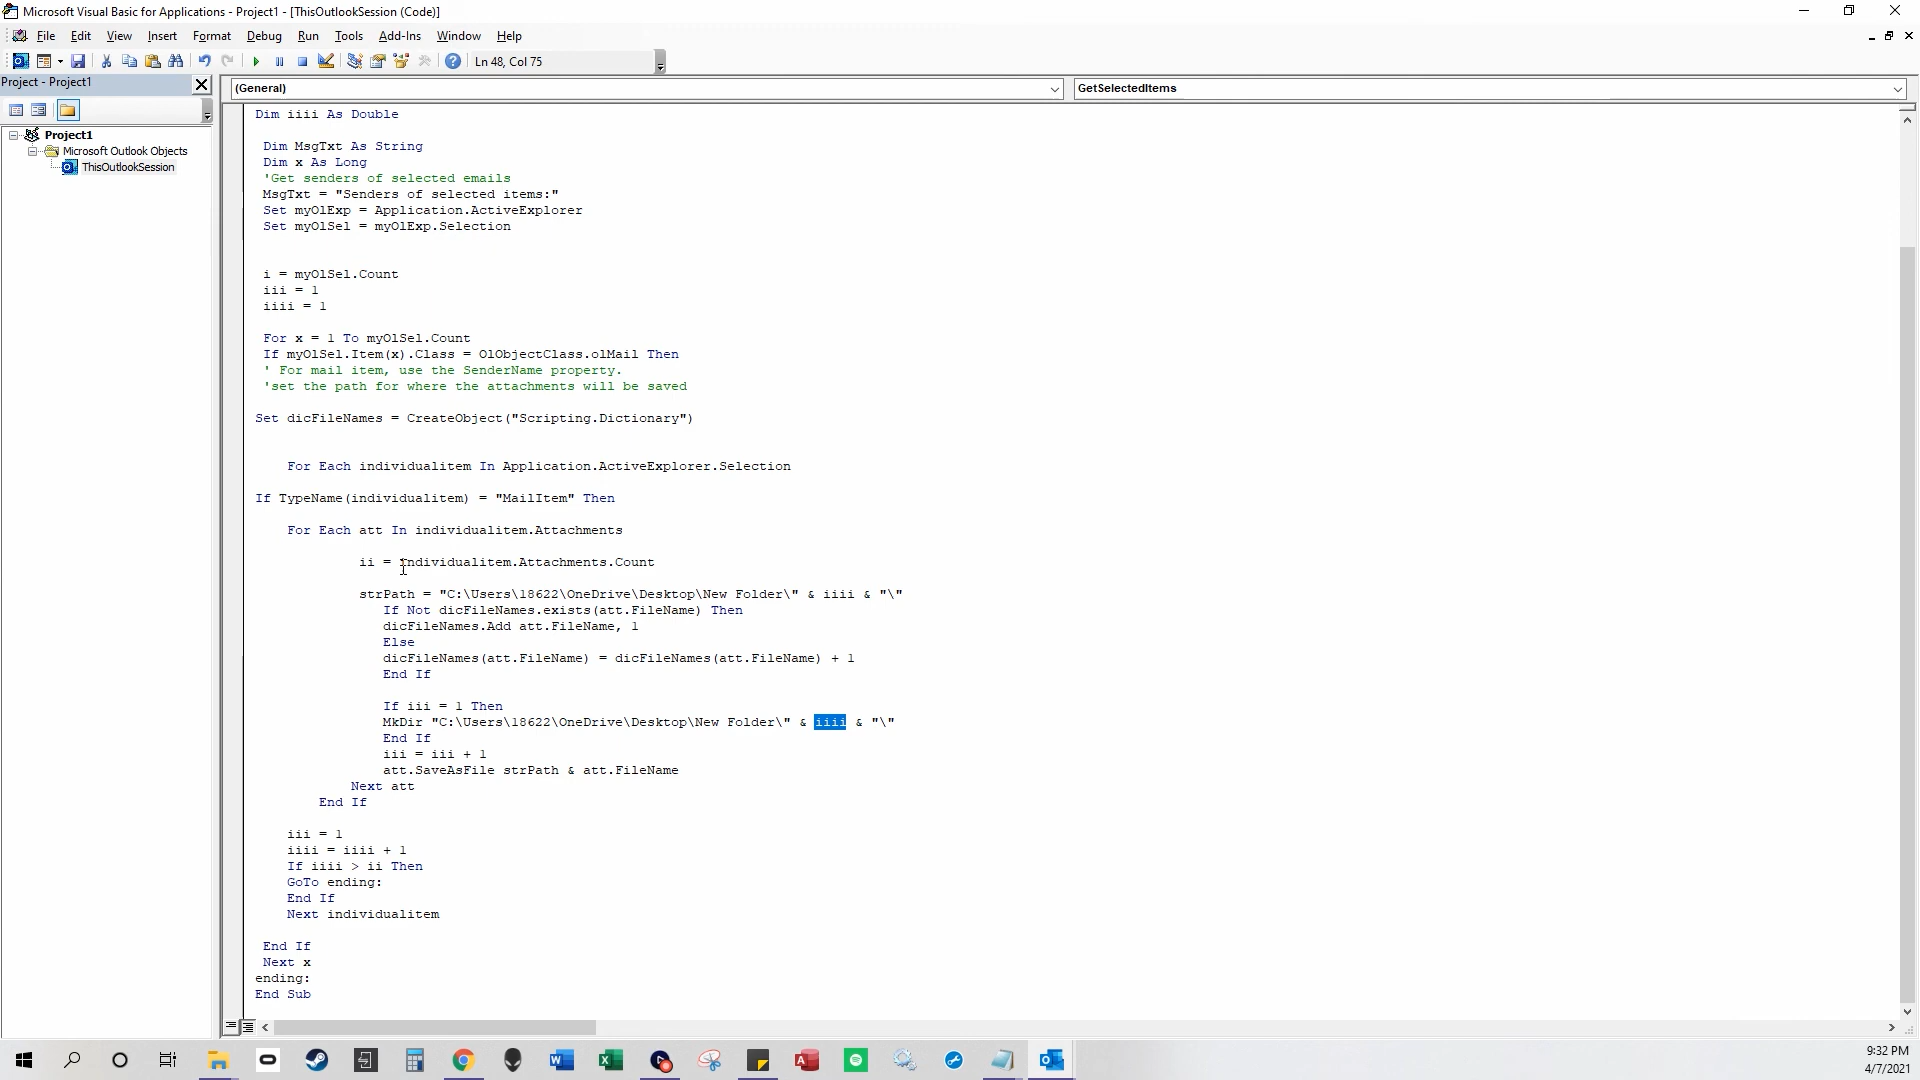 Microsoft Visual Basic for Applications - Project1 - [ThisOutlookSession (Code)]
File Edit View Insert Format Debug Run Tools Add-Ins Window Help
Ln 48, Col 75
Project - Project1
(General)
GetSelectedItems
Project1
Microsoft Outlook Objects
ThisOutlookSession
Dim iiii As Double
Dim MsgTxt As String
Dim x As Long
'Get senders of selected emails
MsgTxt = "Senders of selected items:"
Set myOlExp = Application.ActiveExplorer
Set myOlSel = myOlExp.Selection
i = myOlSel.Count
iii = 1
iiii = 1
For x = 1 To myOlSel.Count
If myOlSel.Item(x).Class = OlObjectClass.olMail Then
' For mail item, use the SenderName property.
'set the path for where the attachments will be saved
Set dicFileNames = CreateObject("Scripting.Dictionary")
For Each individualitem In Application.ActiveExplorer.Selection
If TypeName(individualitem) = "MailItem" Then
For Each att In individualitem.Attachments
ii = individualitem.Attachments.Count
strPath = "C:\Users\18622\OneDrive\Desktop\New Folder\" & iiii & "\"
If Not dicFileNames.exists(att.FileName) Then
dicFileNames.Add att.FileName, 1
Else
dicFileNames(att.FileName) = dicFileNames(att.FileName) + 1
End If
If iii = 1 Then
MkDir "C:\Users\18622\OneDrive\Desktop\New Folder\" & iiii & "\"
End If
iii = iii + 1
att.SaveAsFile strPath & att.FileName
Next att
End If
iii = 1
iiii = iiii + 1
If iiii > ii Then
GoTo ending:
End If
Next individualitem
End If
Next x
ending:
End Sub
9:32 PM
4/7/2021